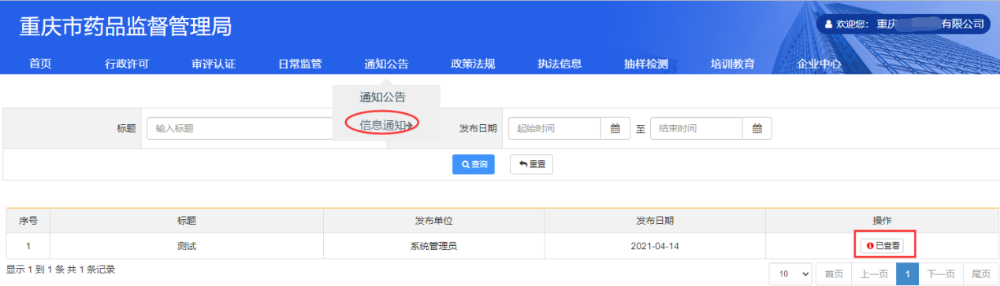 重庆市药品监督管理局
欢迎您: 重庆 有限公司
首页 行政许可 审评认证 日常监管 通知公告 政策法规 执法信息 抽样检测 培训教育 企业中心
通知公告
信息通知
标题 输入标题 发布日期 起始时间 至 结束时间
查询 重置
序号 标题 发布单位 发布日期 操作
1 测试 系统管理员 2021-04-14 已查看
显示 1 到 1 条 共 1 条记录
10 首页 上一页 1 下一页 尾页